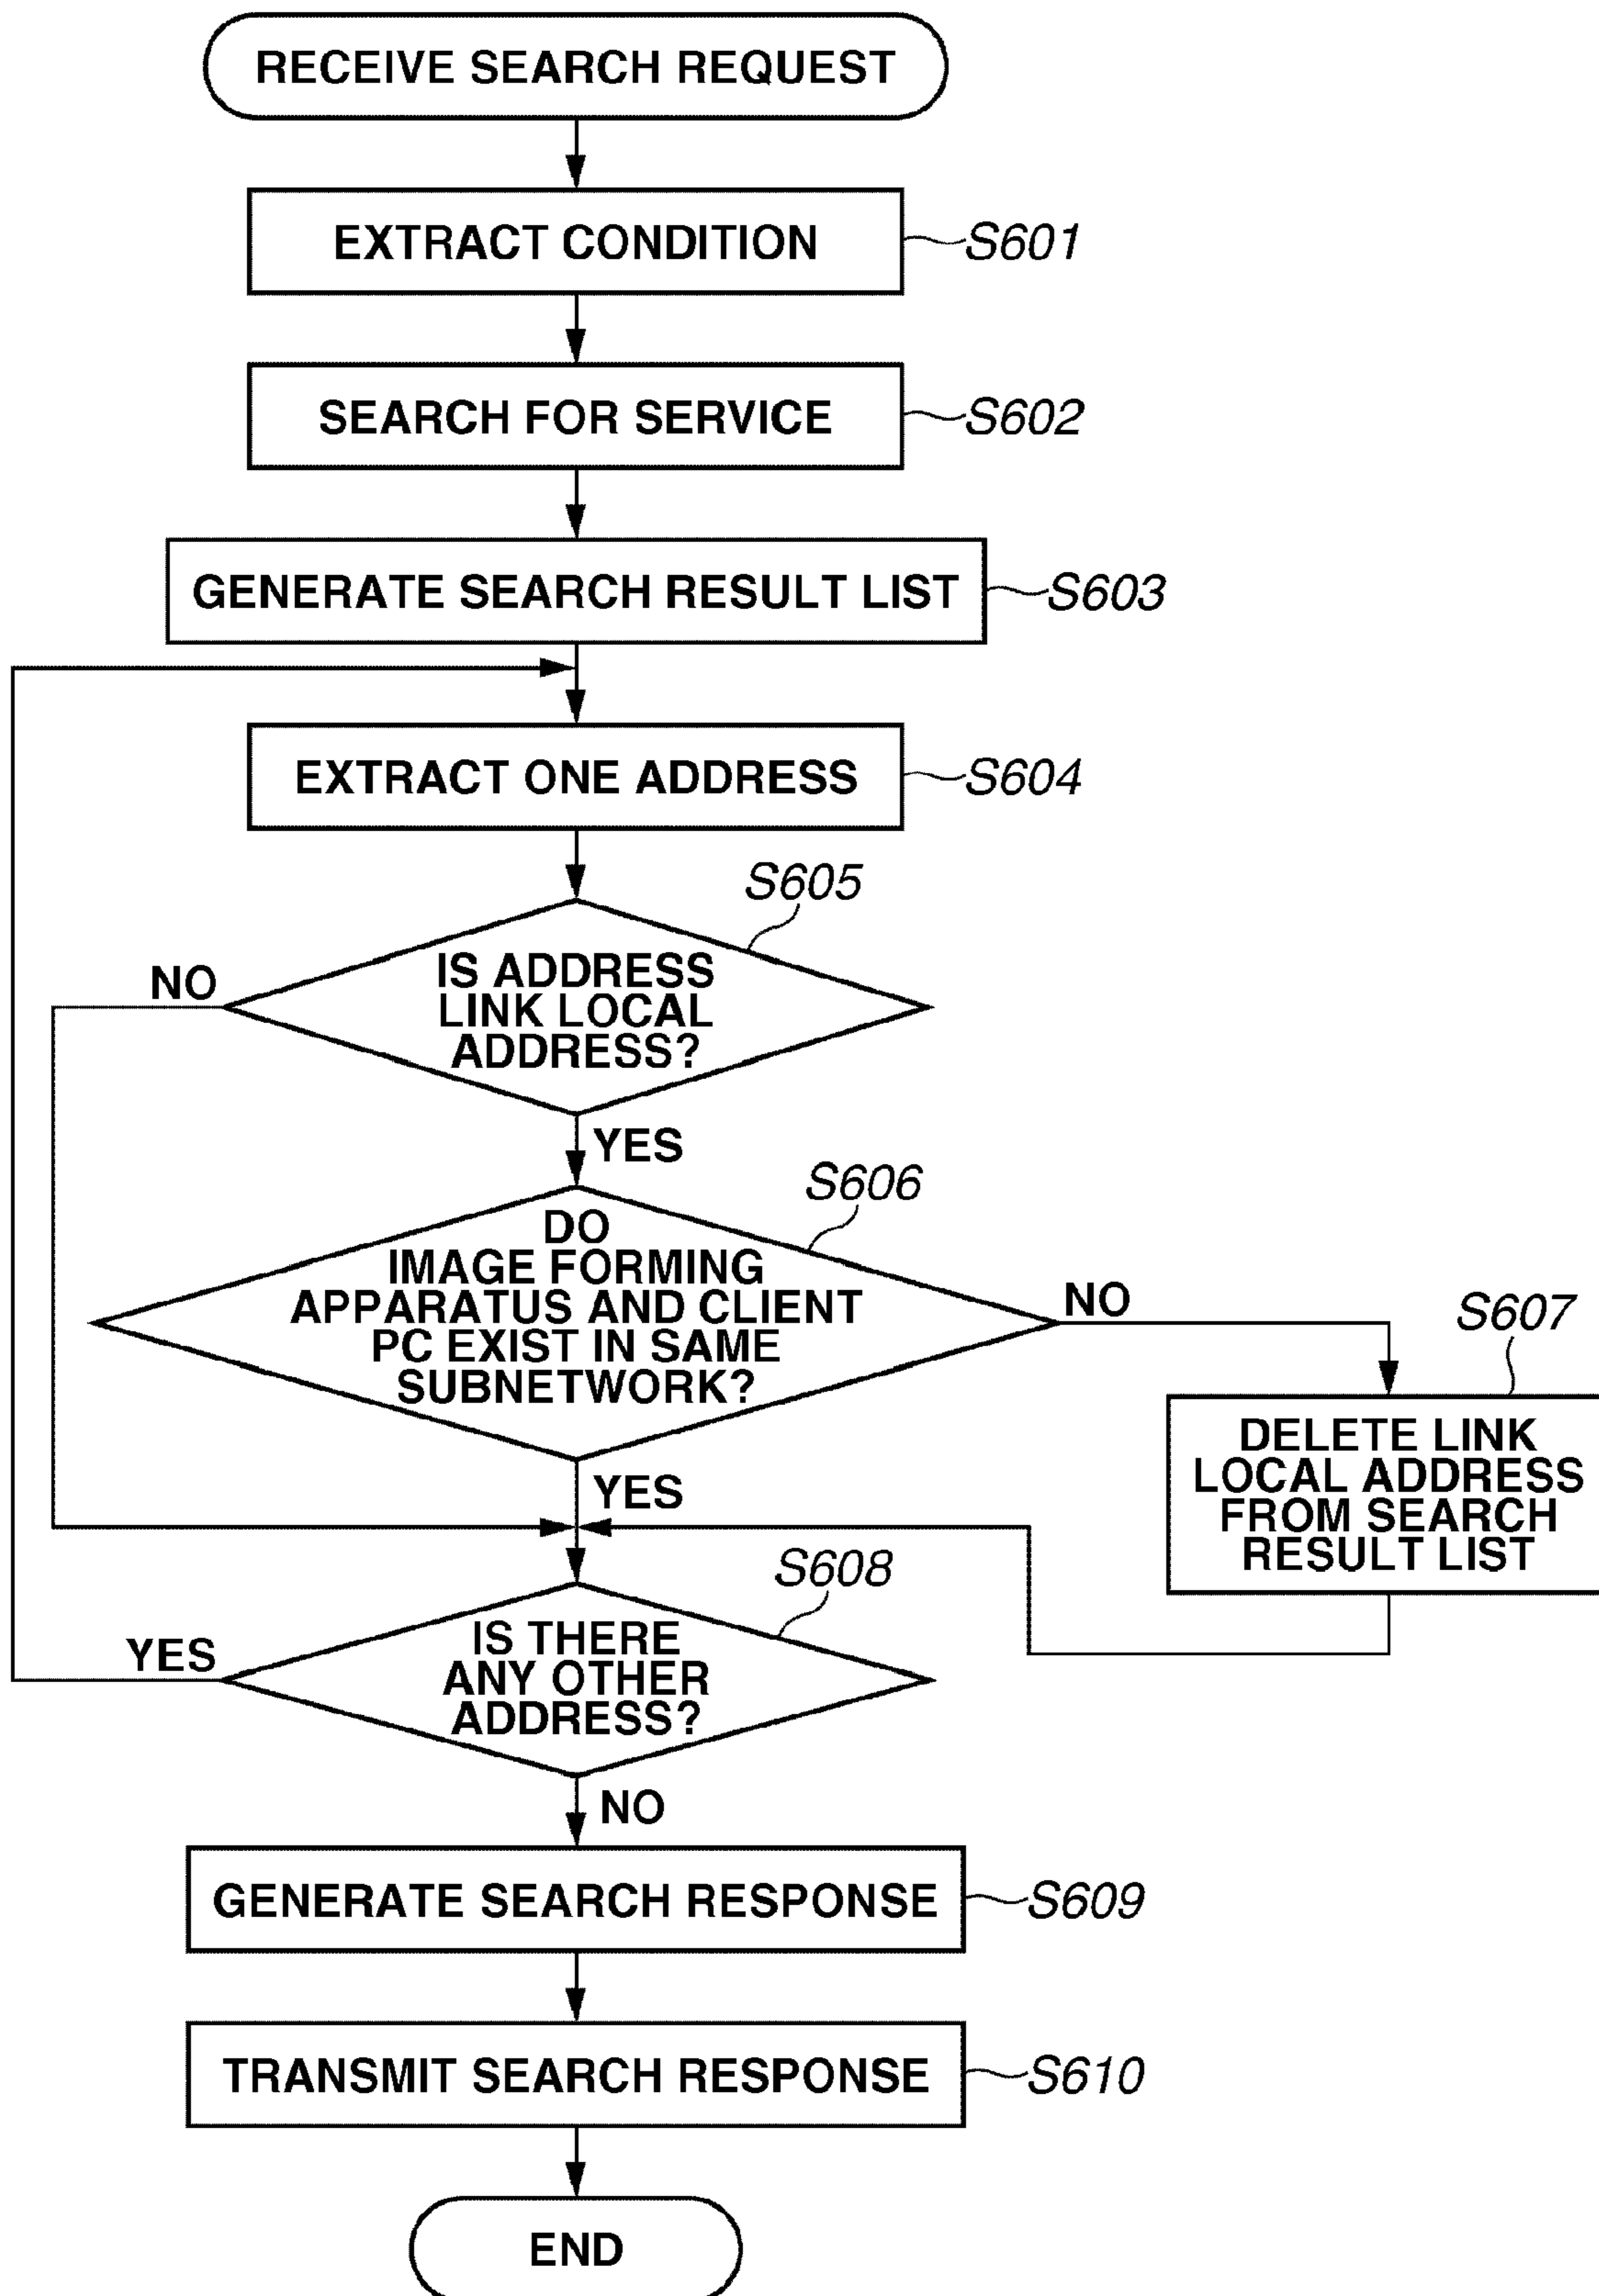 RECEIVE SEARCH REQUEST
EXTRACT CONDITION
S601
SEARCH FOR SERVICE
S602
GENERATE SEARCH RESULT LIST
S603
EXTRACT ONE ADDRESS
S604
S605
NO
IS ADDRESS
LINK LOCAL
ADDRESS?
YES
S606
DO
IMAGE FORMING
APPARATUS AND CLIENT
PC EXIST IN SAME
SUBNETWORK?
NO
S607
DELETE LINK
LOCAL ADDRESS
FROM SEARCH
RESULT LIST
YES
S608
YES
IS THERE
ANY OTHER
ADDRESS?
NO
GENERATE SEARCH RESPONSE
S609
TRANSMIT SEARCH RESPONSE
S610
END